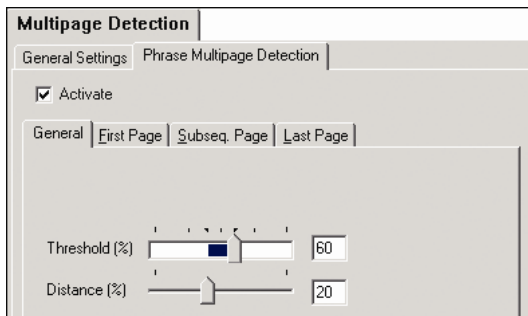 Multipage Detection
General Settings Phrase Multipage Detection
Activate
General First Page Subseq. Page Last Page
Threshold (%) 60
Distance (%) 20